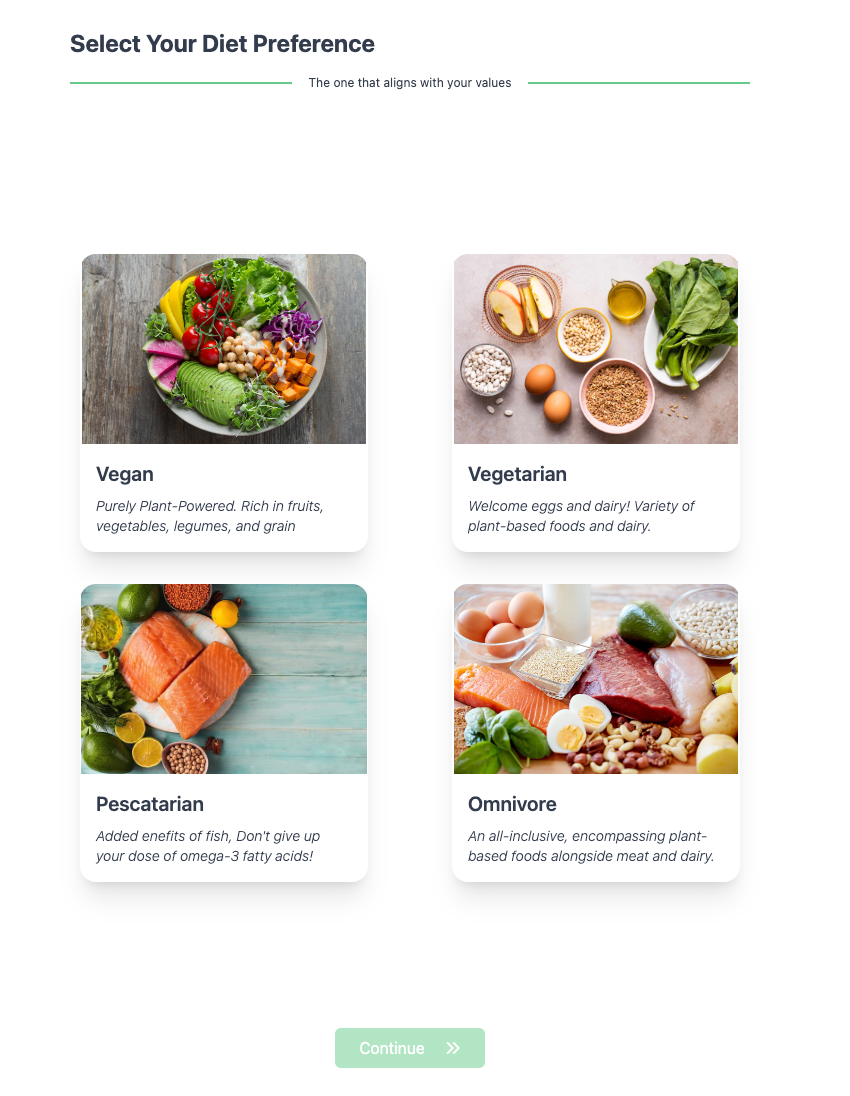 Select Your Diet Preference
The one that aligns with your values
Vegan
Purely Plant-Powered. Rich in fruits,
vegetables, legumes, and grain
Vegetarian
Welcome eggs and dairy! Variety of
plant-based foods and dairy.
Pescatarian
Added enefits of fish, Don't give up
your dose of omega-3 fatty acids!
Omnivore
An all-inclusive, encompassing plant-
based foods alongside meat and dairy.
Continue